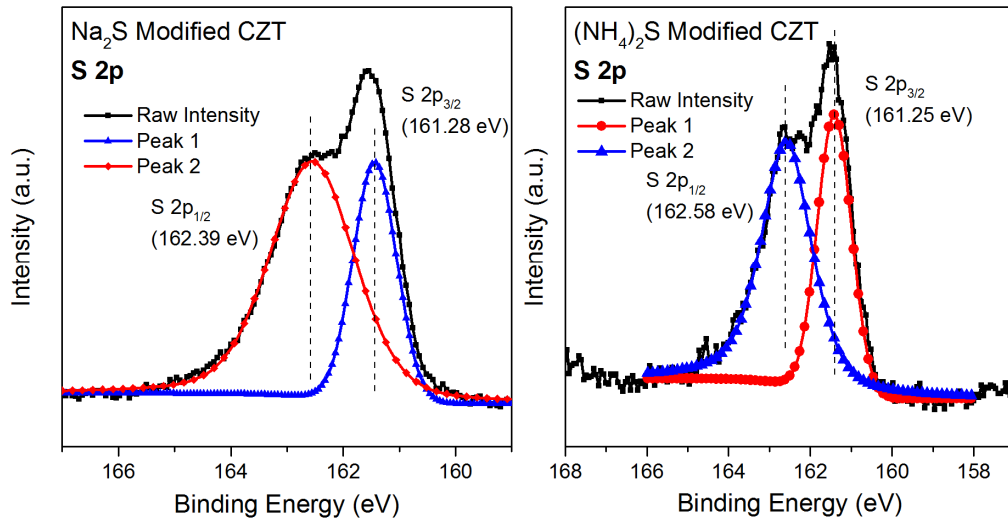 Na₂S Modified CZT
S 2p
Raw Intensity
Peak 1
Peak 2
S 2p₃/₂
(161.28 eV)
S 2p₁/₂
(162.39 eV)
Intensity (a.u.)
166 164 162 160
Binding Energy (eV)
(NH₄)₂S Modified CZT
S 2p
Raw Intensity
Peak 1
Peak 2
S 2p₃/₂
(161.25 eV)
S 2p₁/₂
(162.58 eV)
Intensity (a.u.)
168 166 164 162 160 158
Binding Energy (eV)